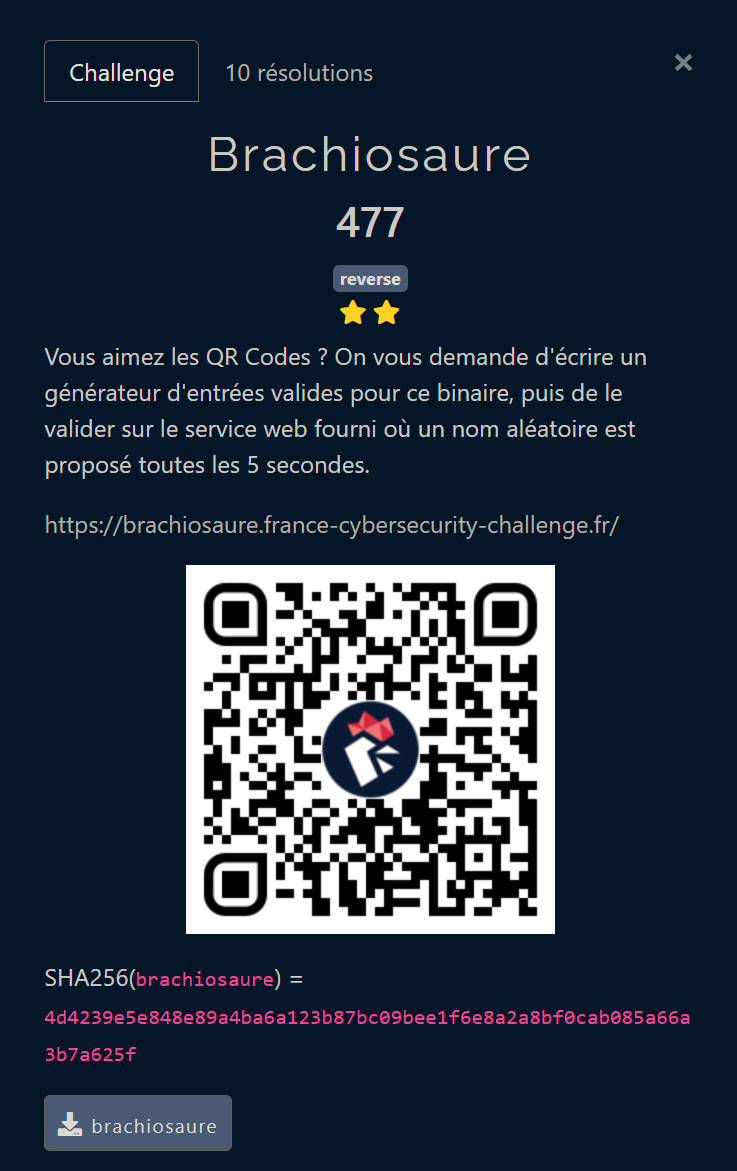 Challenge
10 résolutions
×
Brachiosaure
477
reverse
Vous aimez les QR Codes ? On vous demande d'écrire un
générateur d'entrées valides pour ce binaire, puis de le
valider sur le service web fourni où un nom aléatoire est
proposé toutes les 5 secondes.
https://brachiosaure.france-cybersecurity-challenge.fr/
SHA256(brachiosaure) =
4d4239e5e848e89a4ba6a123b87bc09bee1f6e8a2a8bf0cab085a66a
3b7a625f
brachiosaure